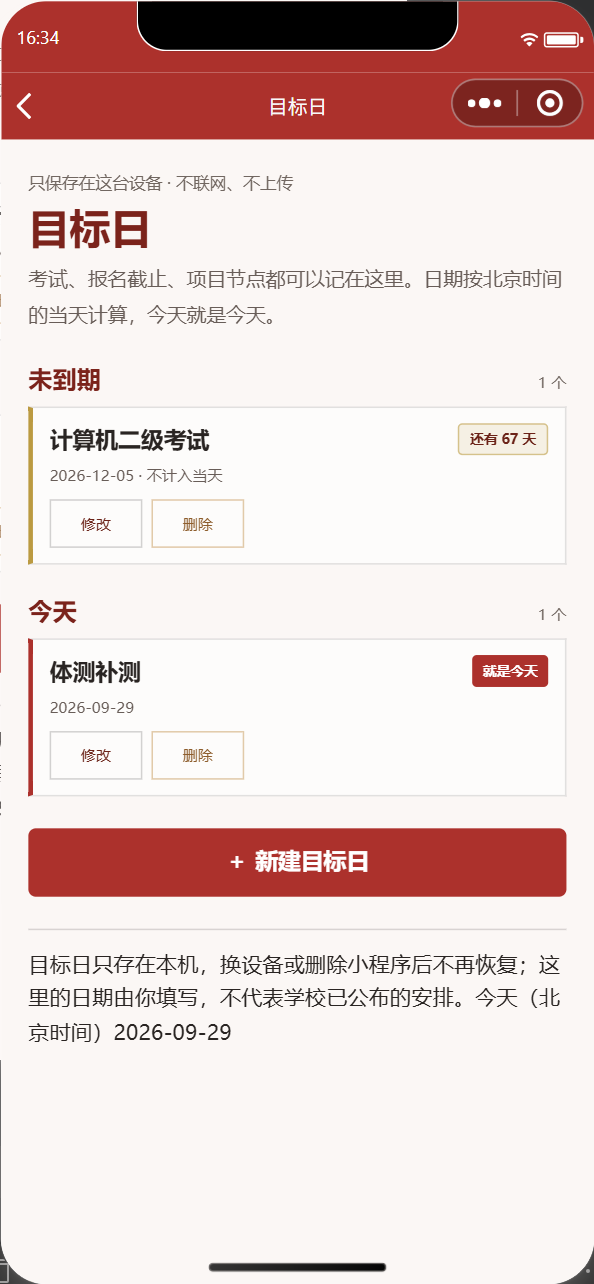 16:34
目标日
只保存在这台设备 · 不联网、不上传
目标日
考试、报名截止、项目节点都可以记在这里。日期按北京时间
的当天计算，今天就是今天。
未到期
1 个
计算机二级考试
还有 67 天
2026-12-05 · 不计入当天
修改
删除
今天
1 个
体测补测
就是今天
2026-09-29
修改
删除
+ 新建目标日
目标日只存在本机，换设备或删除小程序后不再恢复；这
里的日期由你填写，不代表学校已公布的安排。今天（北
京时间）2026-09-29